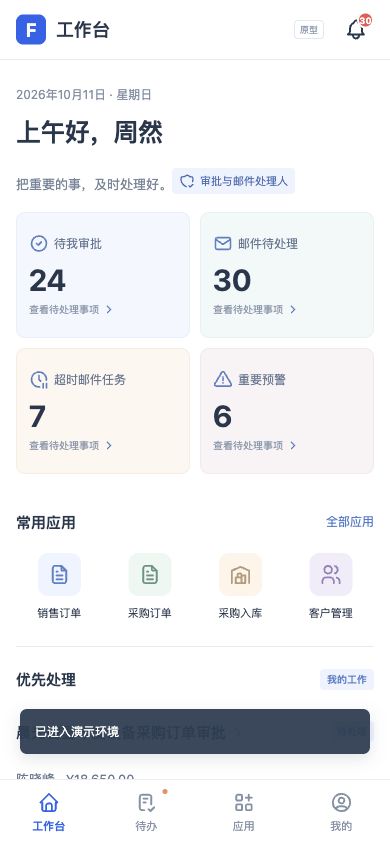 F 工作台 原型 30
2026年10月11日 · 星期日
上午好，周然
把重要的事，及时处理好。 审批与邮件处理人
待我审批 邮件待处理
24 30
查看待处理事项 查看待处理事项
超时邮件任务 重要预警
7 6
查看待处理事项 查看待处理事项
常用应用 全部应用
销售订单 采购订单 采购入库 客户管理
优先处理 我的工作
已进入演示环境 备采购订单审批 待处理
¥18,650.00
工作台 待办 应用 我的